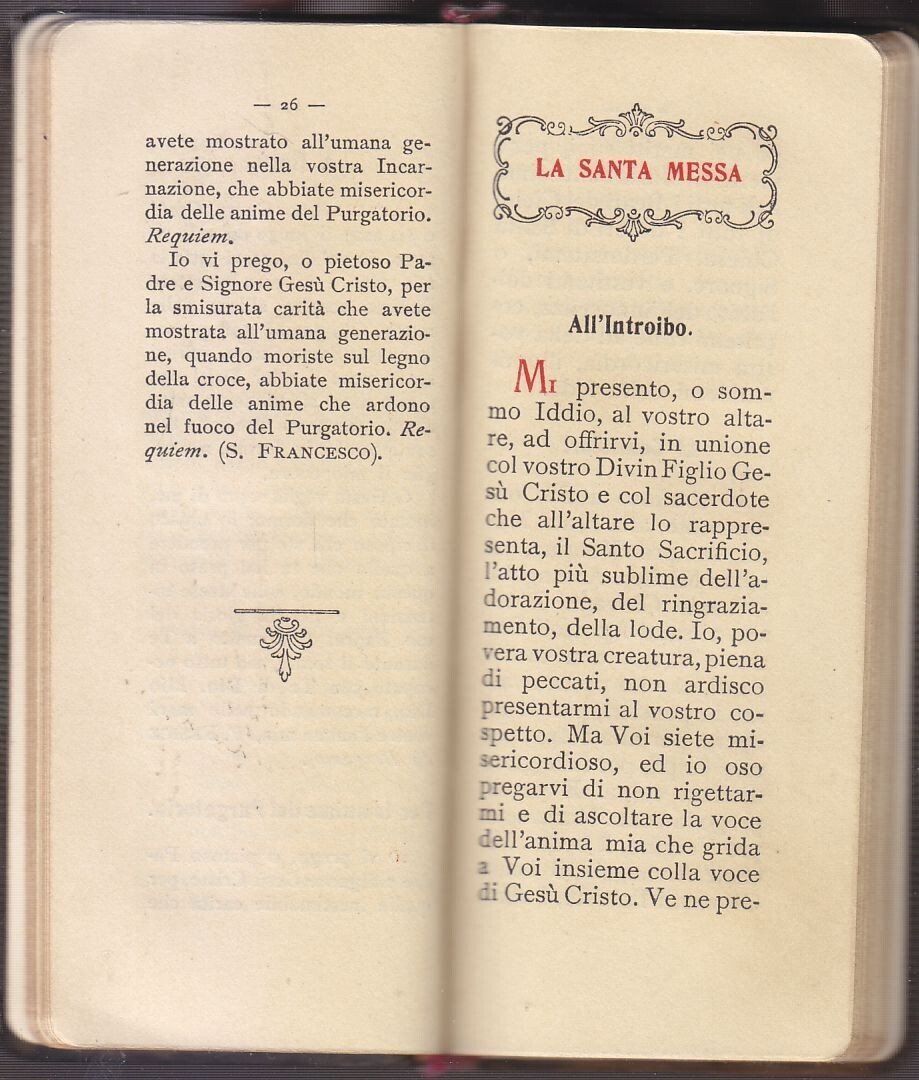 — 26 —
avete mostrato all'umana ge-
nerazione nella vostra Incar-
nazione, che abbiate misericor-
dia delle anime del Purgatorio.
Requiem.
Io vi prego, o pietoso Pa-
dre e Signore Gesù Cristo, per
la smisurata carità che avete
mostrata all'umana generazio-
ne, quando moriste sul legno
della croce, abbiate misericor-
dia delle anime che ardono
nel fuoco del Purgatorio. Re-
quiem. (S. FRANCESCO).
LA SANTA MESSA
All'Introibo.
MI presento, o som-
mo Iddio, al vostro alta-
re, ad offrirvi, in unione
col vostro Divin Figlio Ge-
sù Cristo e col sacerdote
che all'altare lo rappre-
senta, il Santo Sacrificio,
l'atto più sublime dell'a-
dorazione, del ringrazia-
mento, della lode. Io, po-
vera vostra creatura, piena
di peccati, non ardisco
presentarmi al vostro co-
spetto. Ma Voi siete mi-
sericordioso, ed io oso
pregarvi di non rigettar-
mi e di ascoltare la voce
dell'anima mia che grida
a Voi insieme colla voce
di Gesù Cristo. Ve ne pre-